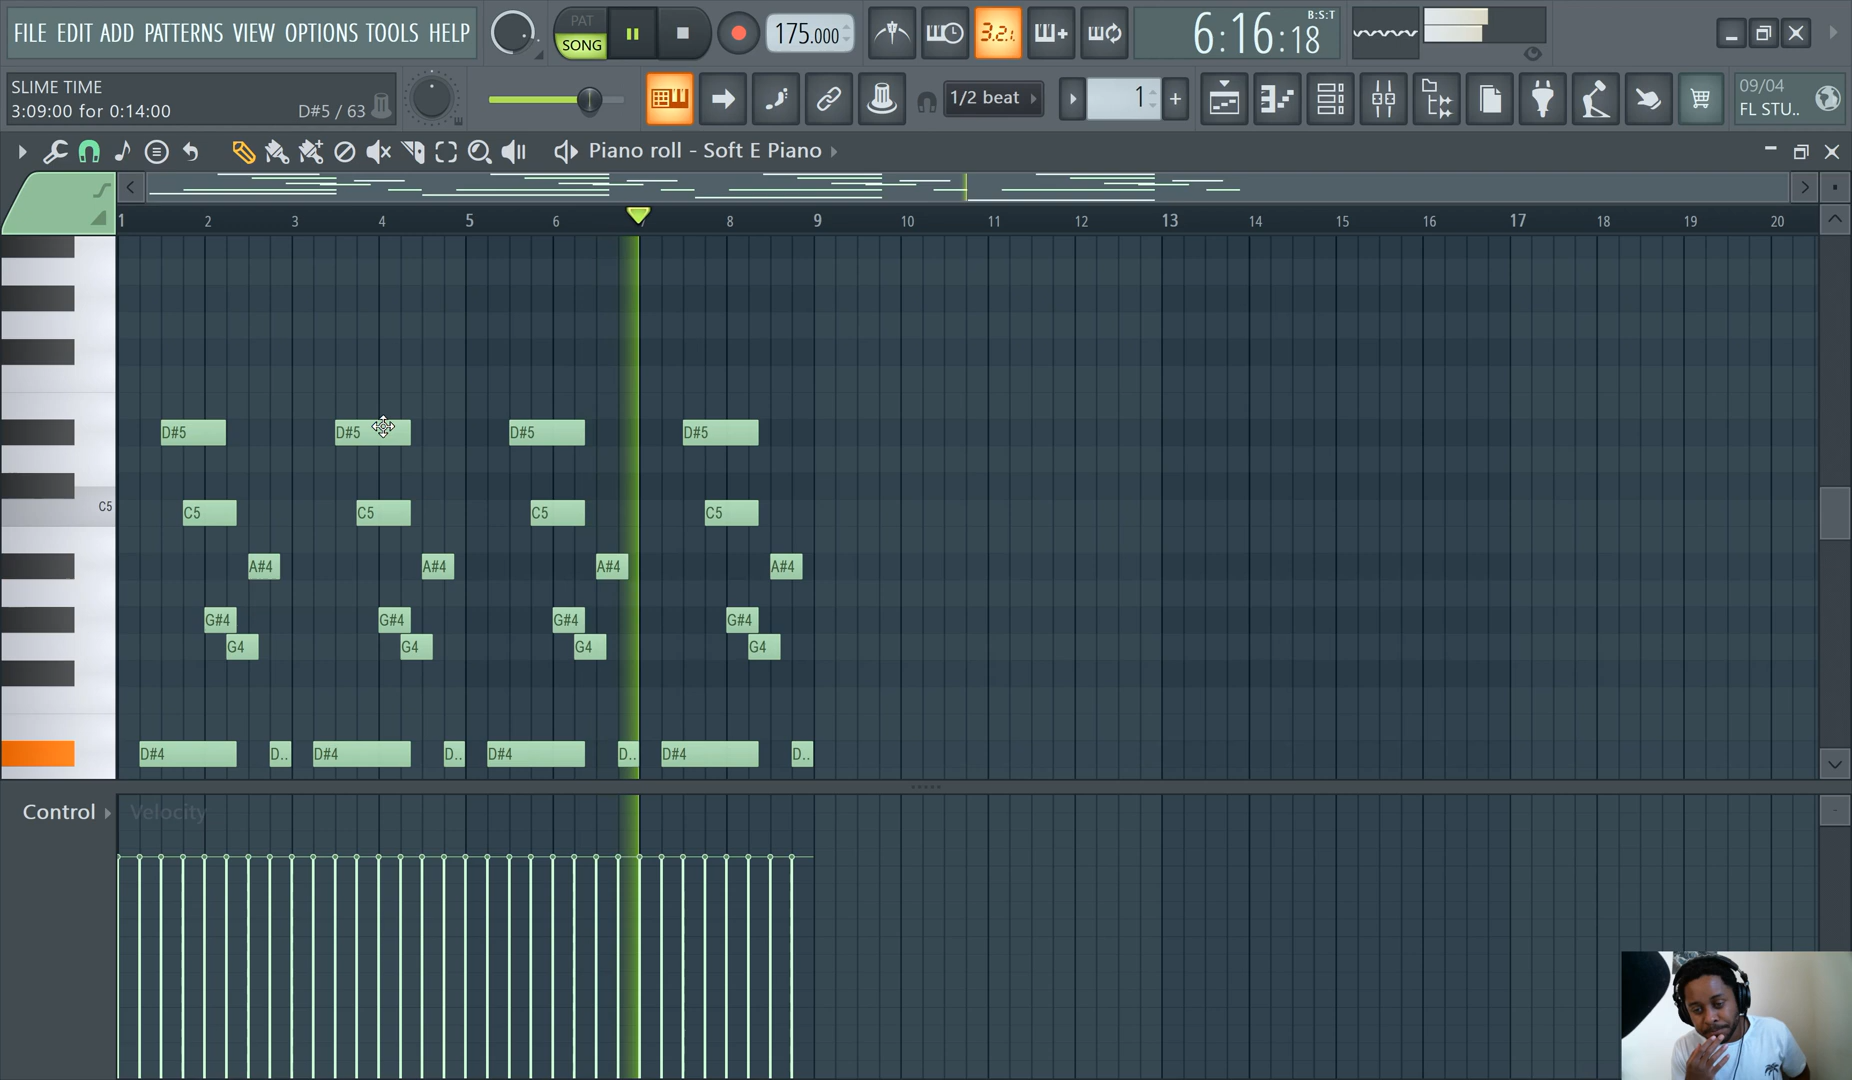 FILE EDIT ADD PATTERNS VIEW OPTIONS TOOLS HELP
PAT
SONG
175.000
3.2.
6:16:18
B:S:T
SLIME TIME
3:09:00 for 0:14:00
D#5 / 63
1/2 beat
1
09/04
FL STU..
Piano roll - Soft E Piano
1 2 3 4 5 6 7 8 9 10 11 12 13 14 15 16 17 18 19 20
D#5 D#5 D#5 D#5
C5 C5 C5 C5 C5
A#4 A#4 A#4 A#4
G#4 G#4 G#4 G#4
G4 G4 G4 G4
D#4 D.. D#4 D.. D#4 D.. D#4 D..
Control Velocity